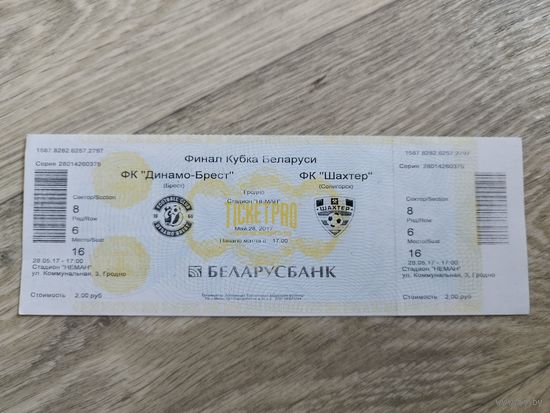 1587.8282.6257.2797
Серия 28014260375
Сектор/Section
8
Ряд/Row
6
Место/Seat
16
28.05.17 - 17:00
Стадион "НЕМАН"
ул. Коммунальная, 3, Гродно
Стоимость 2,00 руб
Финал Кубка Беларуси
ФК "Динамо-Брест" ФК "Шахтер"
(Брест) (Солигорск)
Гродно
Стадион "НЕМАН"
TICKETPRO
Май 28, 2017
Начало матча в 17:00
ШАХТЕР
БЕЛАРУСБАНК
1587.8282.6257.2797
Серия 28014260375
Сектор/Section
8
Ряд/Row
6
Место/Seat
16
28.05.17 - 17:00
Стадион "НЕМАН"
ул. Коммунальная, 3, Гродно
Стоимость 2,00 руб